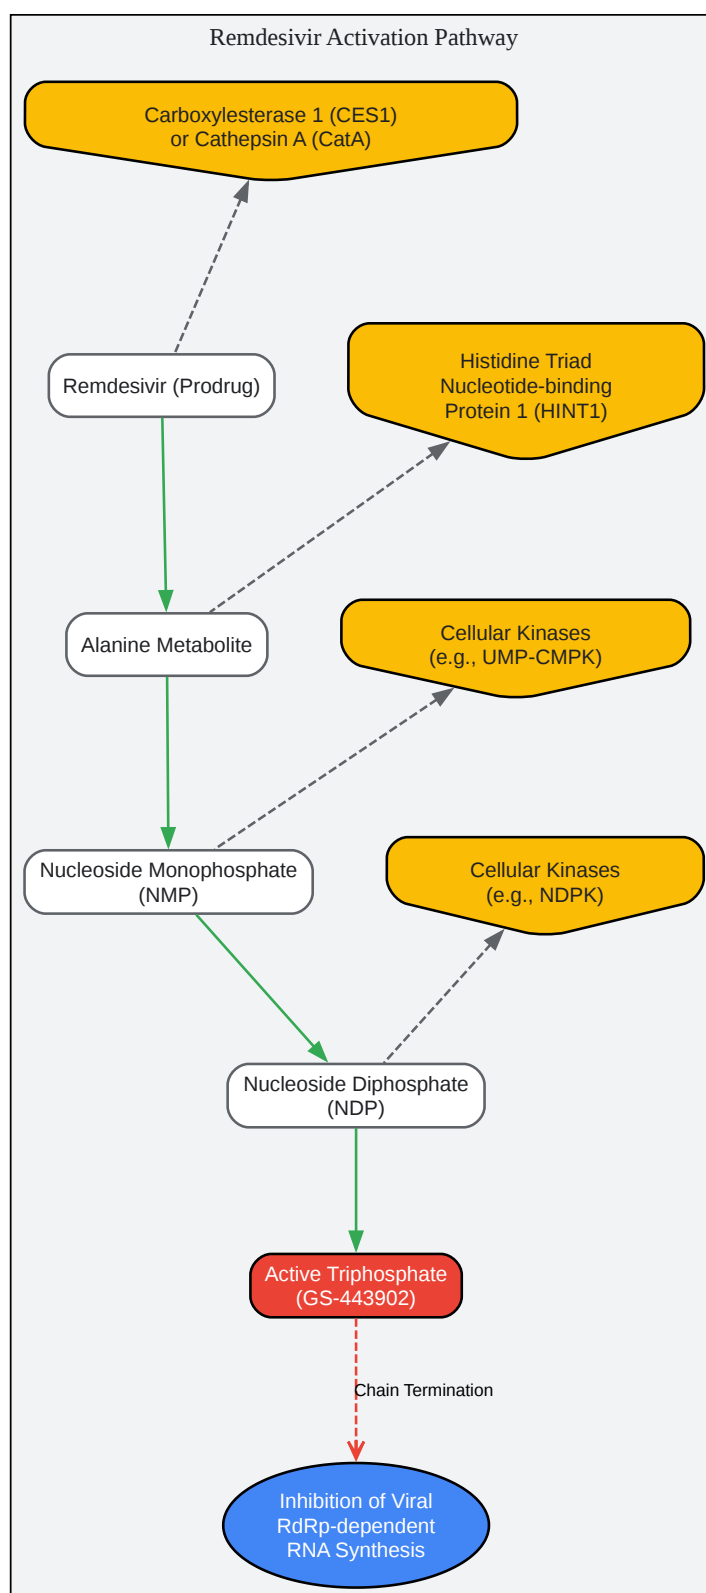 Remdesivir Activation Pathway
Carboxylesterase 1 (CES1)
or Cathepsin A (CatA)
Remdesivir (Prodrug)
Histidine Triad
Nucleotide-binding
Protein 1 (HINT1)
Alanine Metabolite
Cellular Kinases
(e.g., UMP-CMPK)
Nucleoside Monophosphate
(NMP)
Cellular Kinases
(e.g., NDPK)
Nucleoside Diphosphate
(NDP)
Active Triphosphate
(GS-443902)
Chain Termination
Inhibition of Viral
RdRp-dependent
RNA Synthesis